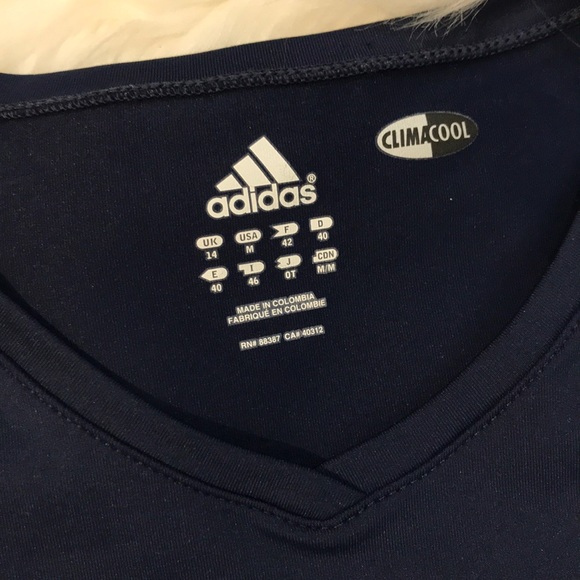 CLIMACOOL
adidas®
UK USA F D
14 M 42 40
E I J CDN
40 46 OT M/M
MADE IN COLOMBIA
FABRIQUÉ EN COLOMBIE
RN# 88387 CA# 40312